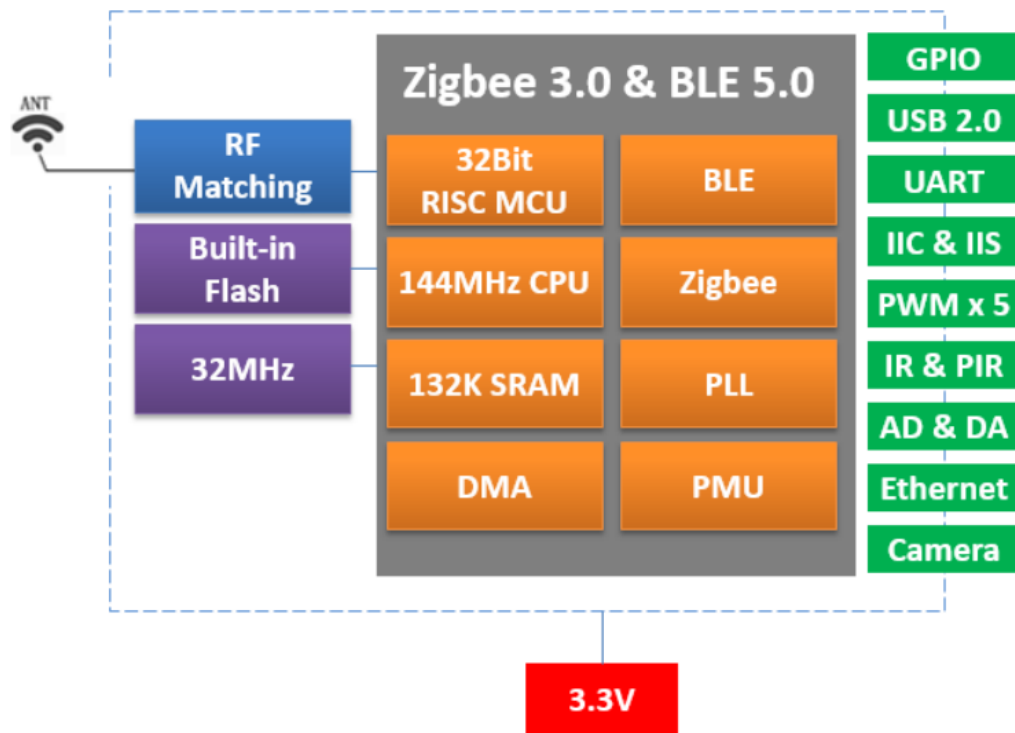 ANT
RF
Matching
Built-in
Flash
32MHz
Zigbee 3.0 & BLE 5.0
32Bit
RISC MCU
BLE
144MHz CPU
Zigbee
132K SRAM
PLL
DMA
PMU
GPIO
USB 2.0
UART
IIC & IIS
PWM x 5
IR & PIR
AD & DA
Ethernet
Camera
3.3V